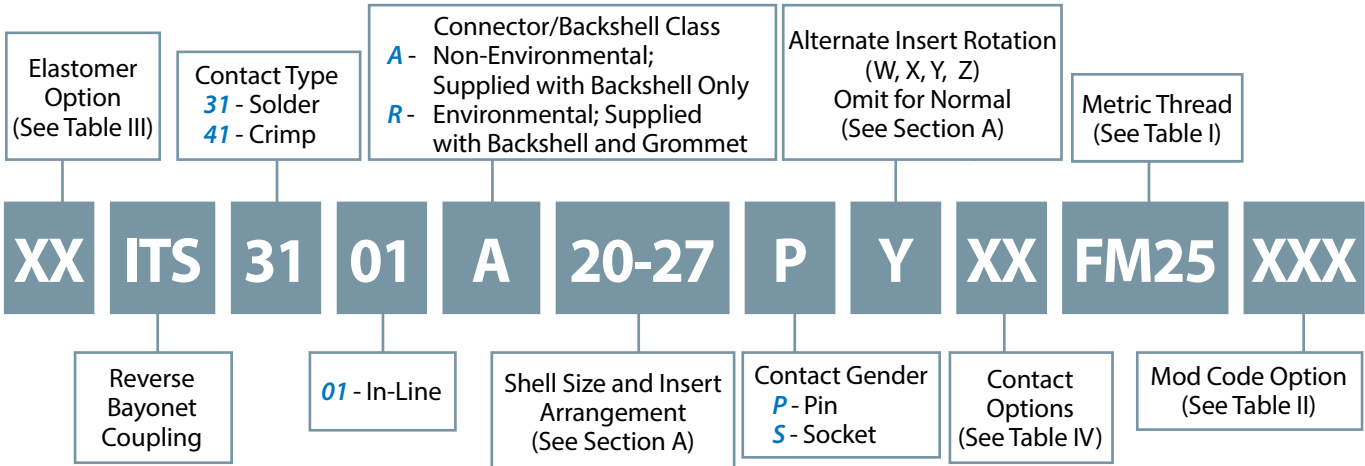 Elastomer
Option
(See Table III)
Contact Type
31 - Solder
41 - Crimp
Connector/Backshell Class
A - Non-Environmental;
Supplied with Backshell Only
R - Environmental; Supplied
with Backshell and Grommet
Alternate Insert Rotation
(W, X, Y, Z)
Omit for Normal
(See Section A)
Metric Thread
(See Table I)
XX ITS 31 01 A 20-27 P Y XX FM25 XXX
Reverse
Bayonet
Coupling
01 - In-Line
Shell Size and Insert
Arrangement
(See Section A)
Contact Gender
P - Pin
S - Socket
Contact
Options
(See Table IV)
Mod Code Option
(See Table II)